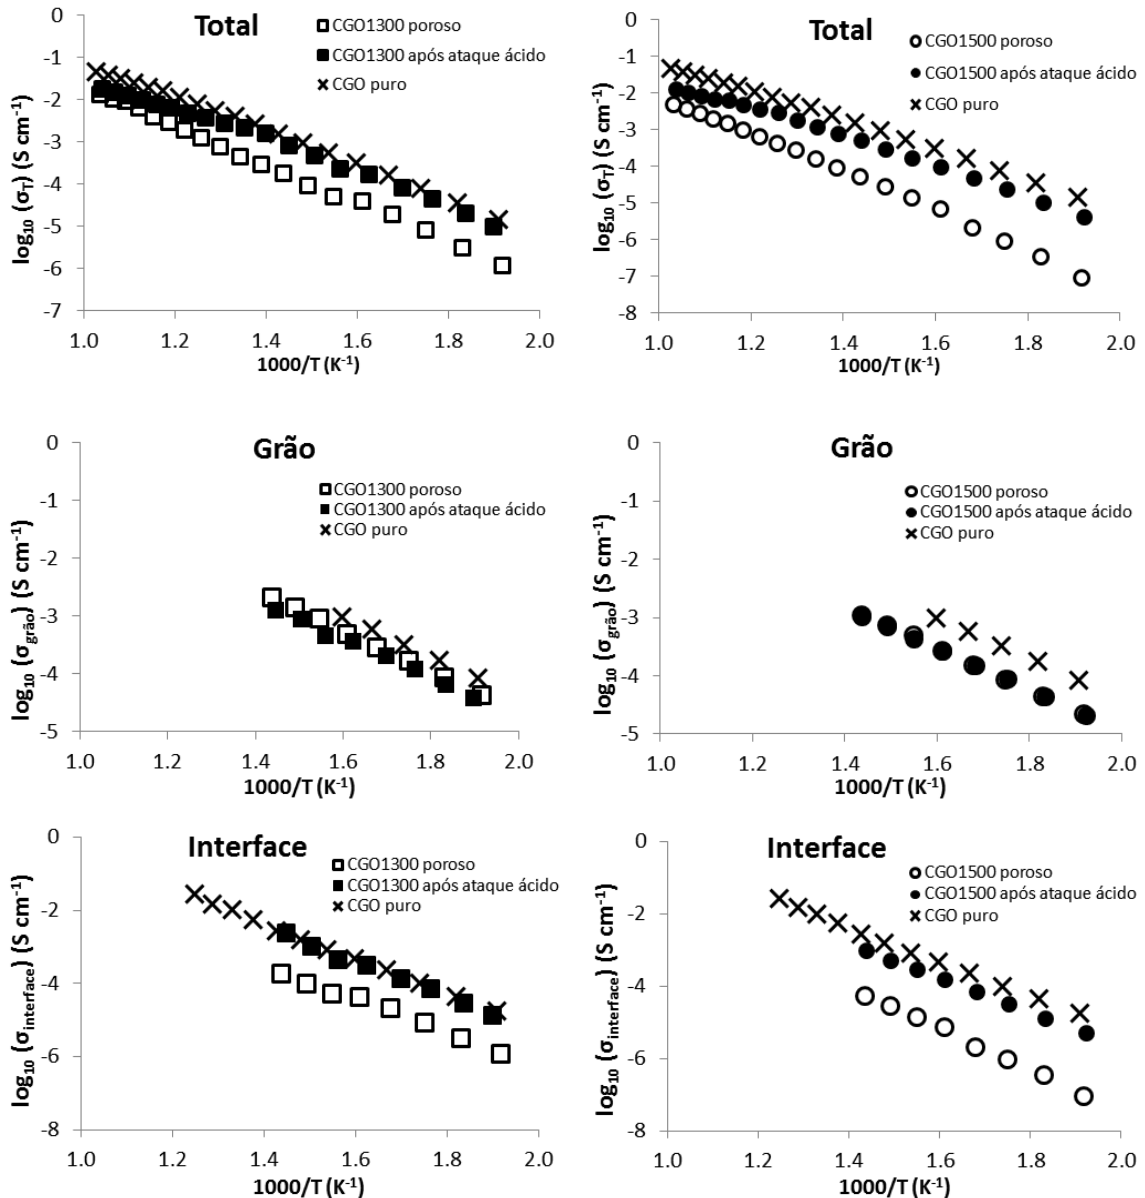 Total
CGO1300 poroso
CGO1300 após ataque ácido
CGO puro
0
-1
-2
-3
-4
-5
-6
-7
1.0 1.2 1.4 1.6 1.8 2.0
log₁₀ (σ_T) (S cm⁻¹)
1000/T (K⁻¹)
Total
CGO1500 poroso
CGO1500 após ataque ácido
CGO puro
0
-1
-2
-3
-4
-5
-6
-7
-8
1.0 1.2 1.4 1.6 1.8 2.0
log₁₀ (σ_T) (S cm⁻¹)
1000/T (K⁻¹)
Grão
CGO1300 poroso
CGO1300 após ataque ácido
CGO puro
0
-1
-2
-3
-4
-5
1.0 1.2 1.4 1.6 1.8 2.0
log₁₀ (σ_grão) (S cm⁻¹)
1000/T (K⁻¹)
Grão
CGO1500 poroso
CGO1500 após ataque ácido
CGO puro
0
-1
-2
-3
-4
-5
1.0 1.2 1.4 1.6 1.8 2.0
log₁₀ (σ_grão) (S cm⁻¹)
1000/T (K⁻¹)
Interface
CGO1300 poroso
CGO1300 após ataque ácido
CGO puro
0
-2
-4
-6
-8
1.0 1.2 1.4 1.6 1.8 2.0
log₁₀ (σ_interface) (S cm⁻¹)
1000/T (K⁻¹)
Interface
CGO1500 poroso
CGO1500 após ataque ácido
CGO puro
0
-2
-4
-6
-8
1.0 1.2 1.4 1.6 1.8 2.0
log₁₀ (σ_interface) (S cm⁻¹)
1000/T (K⁻¹)